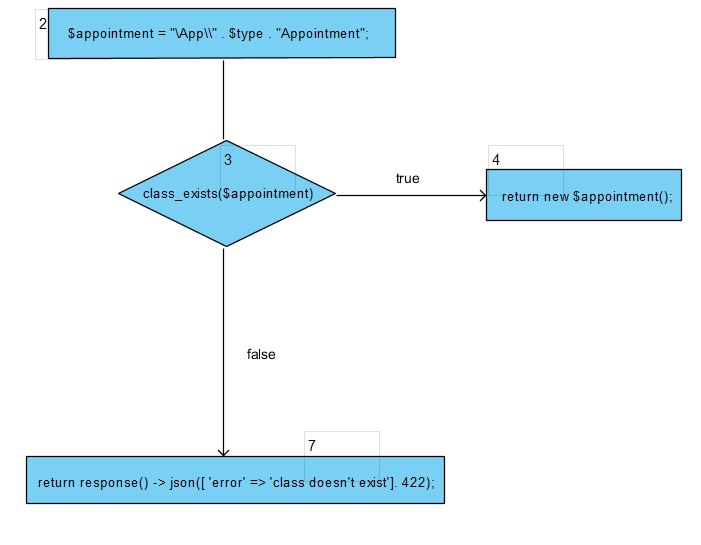 2
$appointment = "\App\\" . $type . "Appointment";
3
class_exists($appointment)
true
4
return new $appointment();
false
7
return response() -> json([ 'error' => 'class doesn't exist']. 422);